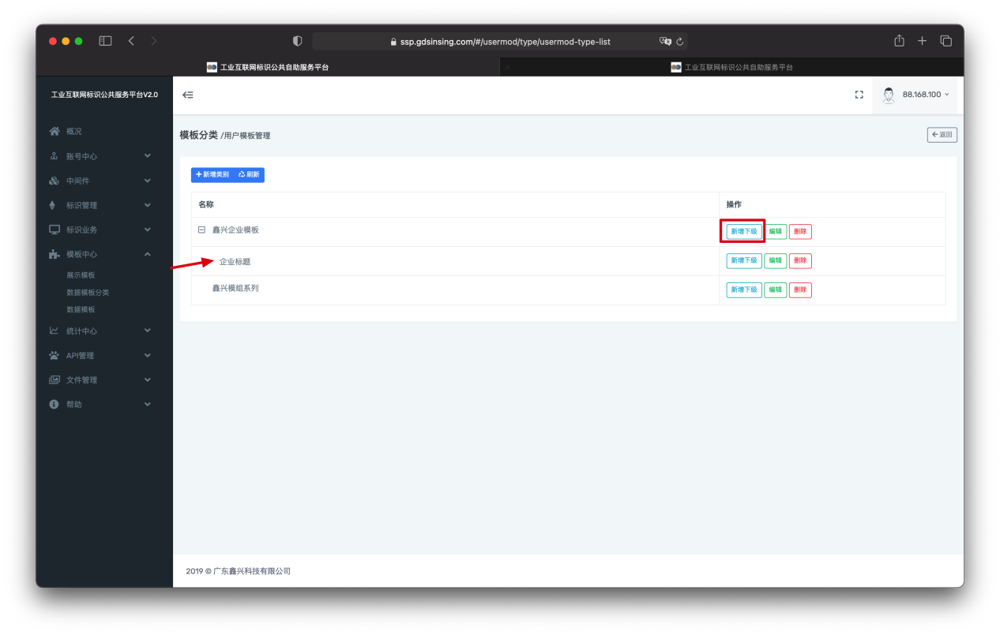 ssp.gdsinsing.com/#/usermod/type/usermod-type-list
工业互联网标识公共自助服务平台
工业互联网标识公共自助服务平台
工业互联网标识公共服务平台V2.0
88.168.100
概况
账号中心
中间件
标识管理
标识业务
模板中心
展示模板
数据模板分类
数据模板
统计中心
API管理
文件管理
帮助
模板分类 /用户模板管理
返回
新增类别 刷新
名称 操作
鑫兴企业模板 新增下级 编辑 删除
企业标题 新增下级 编辑 删除
鑫兴模组系列 新增下级 编辑 删除
2019 © 广东鑫兴科技有限公司